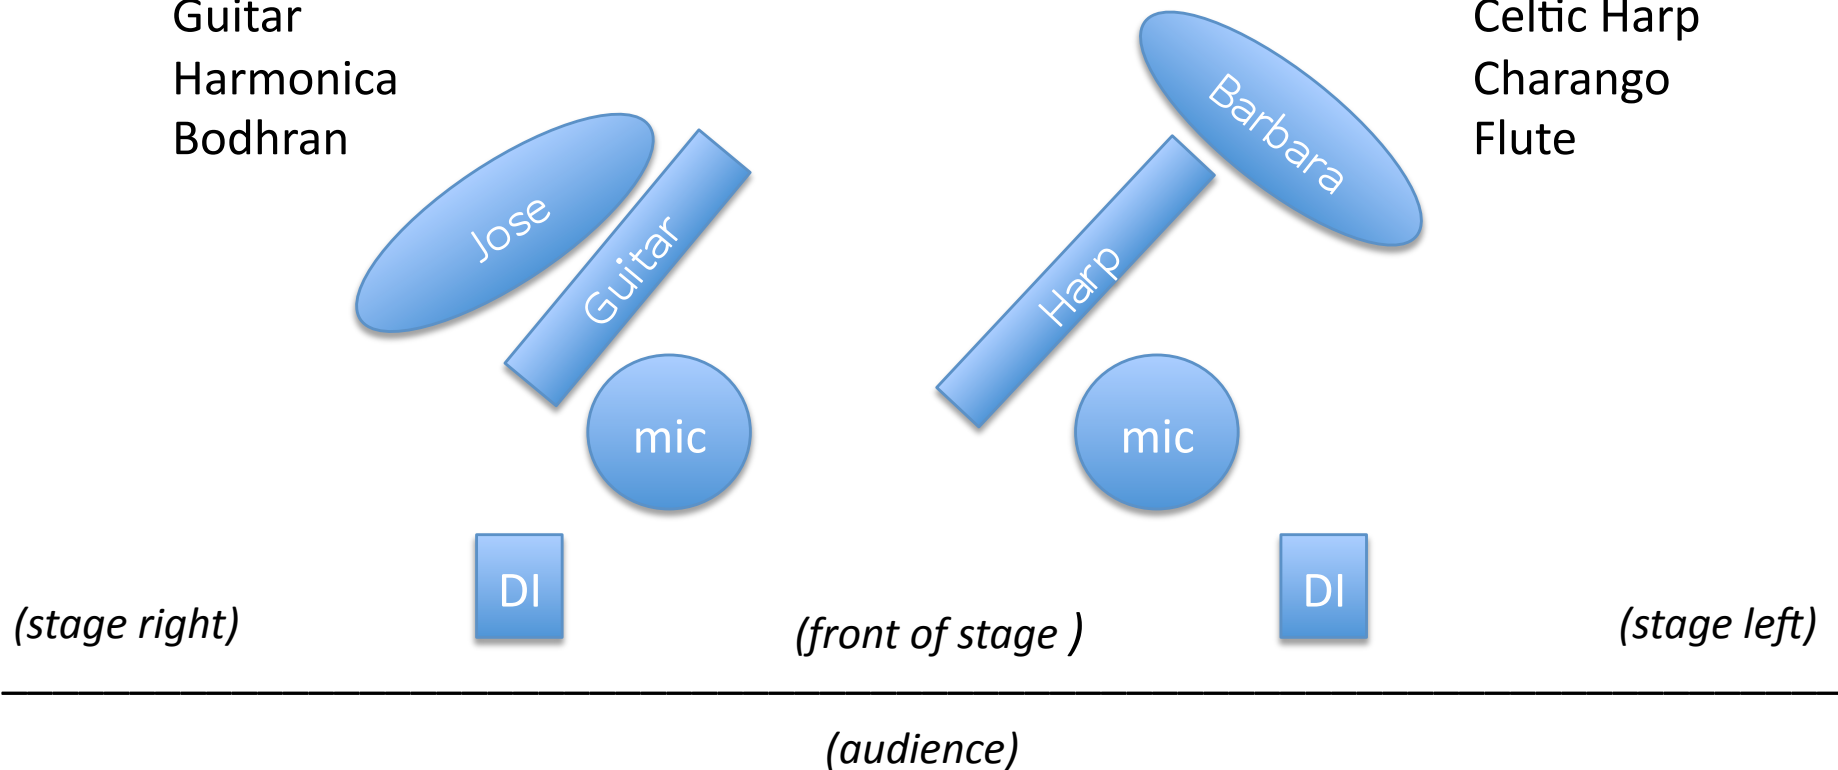 Guitar
Harmonica
Bodhran
Celtic Harp
Charango
Flute
Barbara
Jose
Guitar
Harp
mic
mic
DI
DI
(stage right)
(front of stage )
(stage left)
(audience)